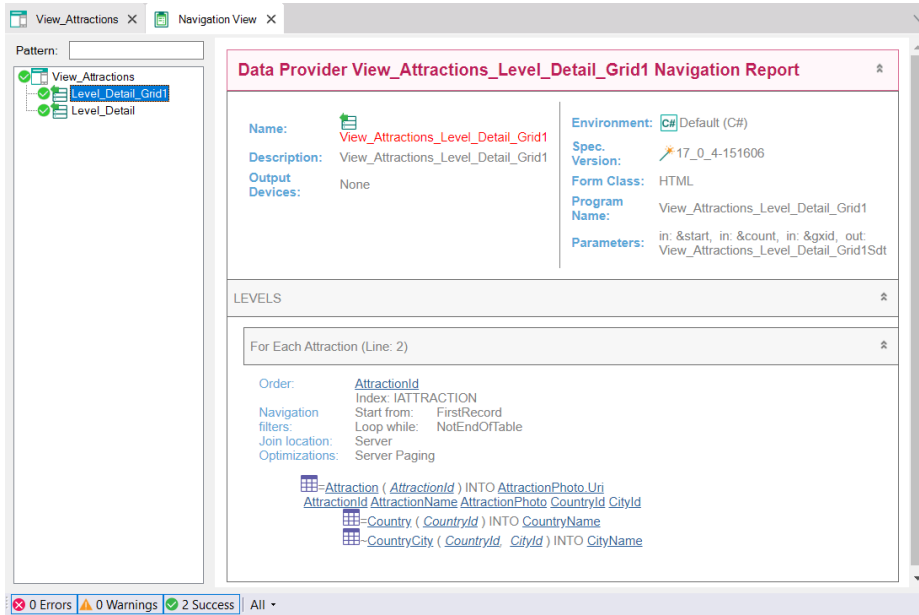 View_Attractions
Navigation View
Pattern:
View_Attractions
Level_Detail_Grid1
Level_Detail
Data Provider View_Attractions_Level_Detail_Grid1 Navigation Report
Name: View_Attractions_Level_Detail_Grid1
Description: View_Attractions_Level_Detail_Grid1
Output Devices: None
Environment: C# Default (C#)
Spec. Version: 17_0_4-151606
Form Class: HTML
Program Name: View_Attractions_Level_Detail_Grid1
Parameters: in: &start, in: &count, in: &gxid, out:
View_Attractions_Level_Detail_Grid1Sdt
LEVELS
For Each Attraction (Line: 2)
Order: AttractionId
Index: IATTRACTION
Navigation filters: Start from: FirstRecord
Loop while: NotEndOfTable
Join location: Server
Optimizations: Server Paging
=Attraction ( AttractionId ) INTO AttractionPhoto.Uri
AttractionId AttractionName AttractionPhoto CountryId CityId
=Country ( CountryId ) INTO CountryName
~CountryCity ( CountryId, CityId ) INTO CityName
0 Errors 0 Warnings 2 Success All